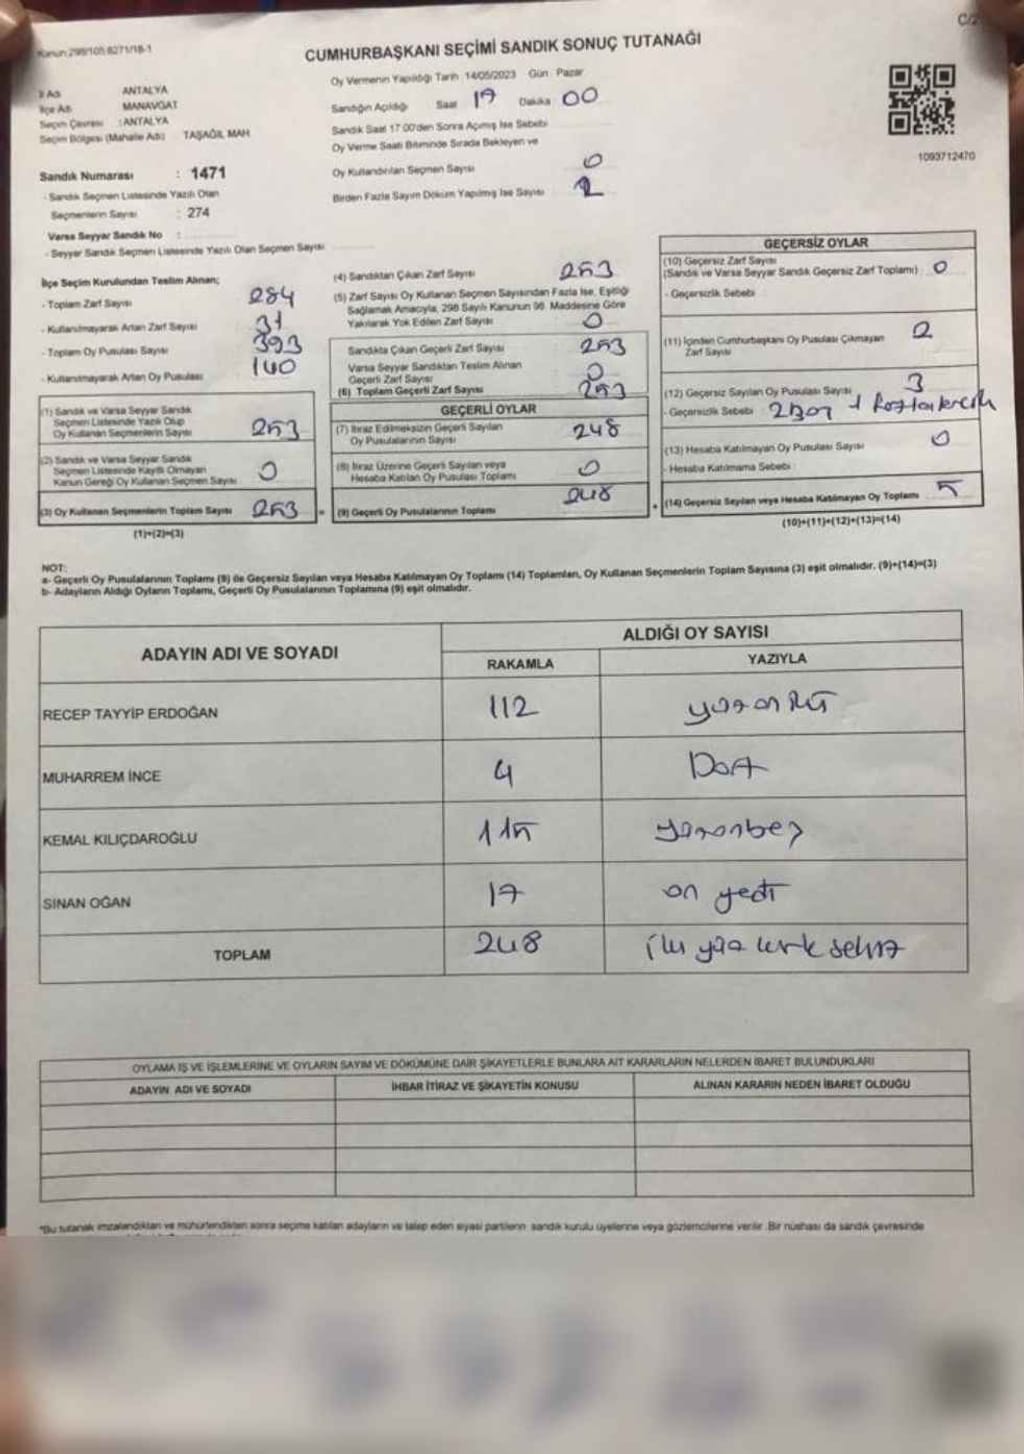 Kanun 298/105 8271/18-1
C/2
CUMHURBAŞKANI SEÇİMİ SANDIK SONUÇ TUTANAĞI
İl Adı ANTALYA
İlçe Adı MANAVGAT
Seçim Çevresi : ANTALYA
Seçim Bölgesi (Mahalle Adı) TAŞAĞIL MAH
Sandık Numarası : 1471
- Sandık Seçmen Listesinde Yazılı Olan
Seçmenlerin Sayısı : 274
Varsa Seyyar Sandık No :
- Seyyar Sandık Seçmen Listesinde Yazılı Olan Seçmen Sayısı
Oy Vermenin Yapıldığı Tarih 14/05/2023 Gün Pazar
Sandığın Açıldığı Saat 17 Dakika 00
Sandık Saat 17:00'den Sonra Açılmış İse Sebebi
Oy Verme Saati Bitiminde Sırada Bekleyen ve
Oy Kullandırılan Seçmen Sayısı 0
Birden Fazla Sayım Döküm Yapılmış İse Sayısı
1093712470
İlçe Seçim Kurulundan Teslim Alınan;
- Toplam Zarf Sayısı 284
- Kullanılmayarak Artan Zarf Sayısı 31
- Toplam Oy Pusulası Sayısı 393
- Kullanılmayarak Artan Oy Pusulası 140
(1) Sandık ve Varsa Seyyar Sandık
Seçmen Listesinde Yazılı Olup
Oy Kullanan Seçmenlerin Sayısı 253
(2) Sandık ve Varsa Seyyar Sandık
Seçmen Listesinde Kayıtlı Olmayan
Kanun Gereği Oy Kullanan Seçmen Sayısı 0
(3) Oy Kullanan Seçmenlerin Toplam Sayısı 253 =
(1)+(2)=(3)
(4) Sandıktan Çıkan Zarf Sayısı 253
(5) Zarf Sayısı Oy Kullanan Seçmen Sayısından Fazla İse, Eşitliği
Sağlamak Amacıyla, 298 Sayılı Kanunun 98. Maddesine Göre
Yakılarak Yok Edilen Zarf Sayısı 0
Sandıkta Çıkan Geçerli Zarf Sayısı 253
Varsa Seyyar Sandıktan Teslim Alınan
Geçerli Zarf Sayısı 0
(6) Toplam Geçerli Zarf Sayısı 253
GEÇERLİ OYLAR
(7) İtiraz Edilmeksizin Geçerli Sayılan
Oy Pusulalarının Sayısı 248
(8) İtiraz Üzerine Geçerli Sayılan veya
Hesaba Katılan Oy Pusulası Toplamı 0
(9) Geçerli Oy Pusulalarının Toplamı 248 +
GEÇERSİZ OYLAR
(10) Geçersiz Zarf Sayısı
(Sandık ve Varsa Seyyar Sandık Geçersiz Zarf Toplamı) 0
- Geçersizlik Sebebi :
(11) İçinden Cumhurbaşkanı Oy Pusulası Çıkmayan
Zarf Sayısı 2
(12) Geçersiz Sayılan Oy Pusulası Sayısı 3
- Geçersizlik Sebebi
(13) Hesaba Katılmayan Oy Pusulası Sayısı 0
- Hesaba Katılmama Sebebi :
(14) Geçersiz Sayılan veya Hesaba Katılmayan Oy Toplamı 5
(10)+(11)+(12)+(13)=(14)
NOT:
a- Geçerli Oy Pusulalarının Toplamı (9) ile Geçersiz Sayılan veya Hesaba Katılmayan Oy Toplamı (14) Toplamları, Oy Kullanan Seçmenlerin Toplam Sayısına (3) eşit olmalıdır. (9)+(14)=(3)
b- Adayların Aldığı Oyların Toplamı, Geçerli Oy Pusulalarının Toplamına (9) eşit olmalıdır.
ADAYIN ADI VE SOYADI
ALDIĞI OY SAYISI
RAKAMLA YAZIYLA
RECEP TAYYİP ERDOĞAN 112 yüzoniki
MUHARREM İNCE 4 Dört
KEMAL KILIÇDAROĞLU 115 yüzonbeş
SİNAN OĞAN 17 on yedi
TOPLAM 248 iki yüz kırk sekiz
OYLAMA İŞ VE İŞLEMLERİNE VE OYLARIN SAYIM VE DÖKÜMÜNE DAİR ŞİKAYETLERLE BUNLARA AİT KARARLARIN NELERDEN İBARET BULUNDUKLARI
ADAYIN ADI VE SOYADI İHBAR İTİRAZ VE ŞİKAYETİN KONUSU ALINAN KARARIN NEDEN İBARET OLDUĞU
*Bu tutanak imzalandıktan ve mühürlendikten sonra seçime katılan adayların ve talep eden siyasi partilerin sandık kurulu üyelerine veya gözlemcilerine verilir. Bir nüshası da sandık çevresinde